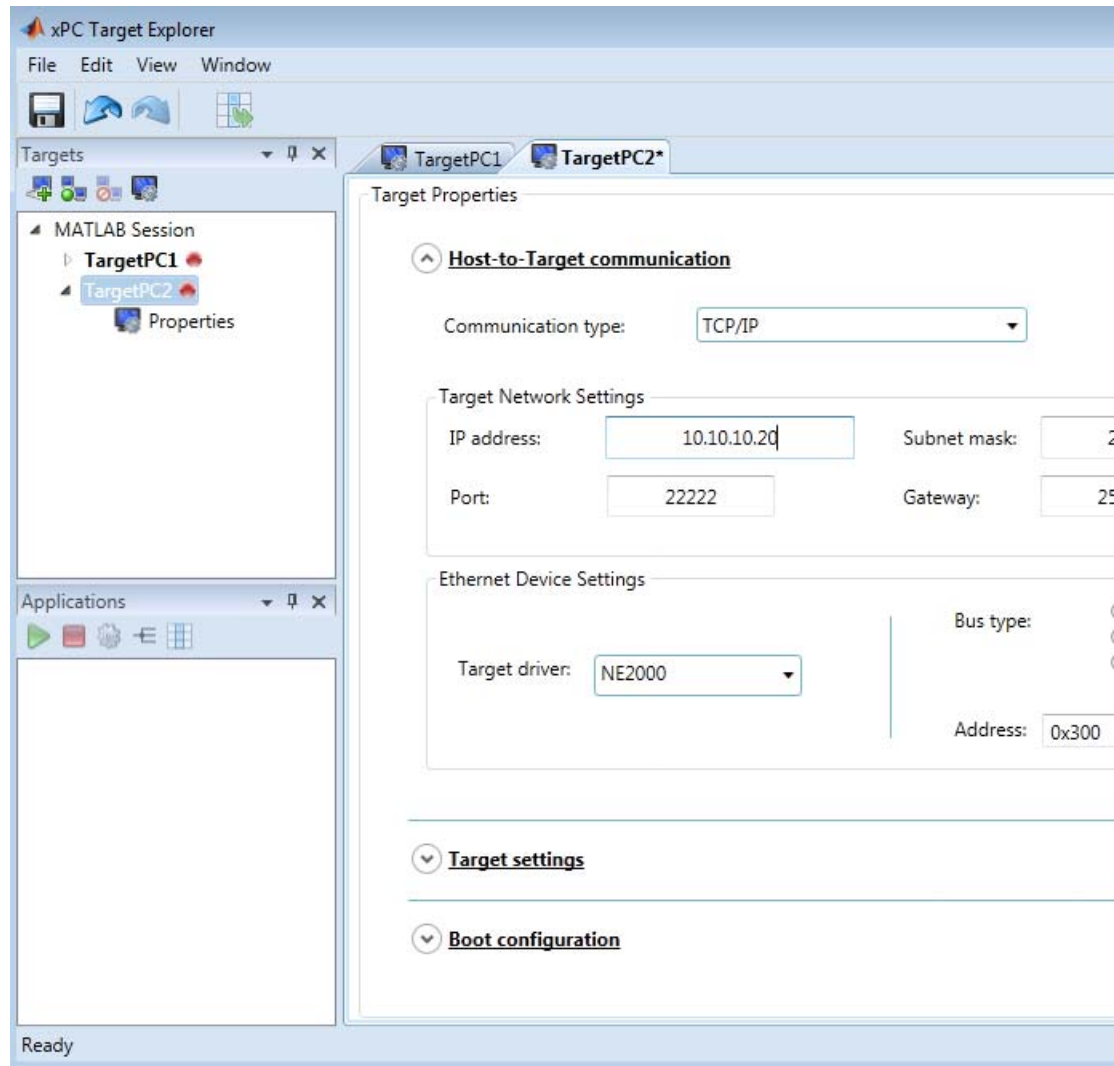 xPC Target Explorer
File Edit View Window
Targets
MATLAB Session
TargetPC1
TargetPC2
Properties
Applications
TargetPC1 TargetPC2*
Target Properties
Host-to-Target communication
Communication type: TCP/IP
Target Network Settings
IP address: 10.10.10.20 Subnet mask:
Port: 22222 Gateway:
Ethernet Device Settings
Bus type:
Target driver: NE2000
Address: 0x300
Target settings
Boot configuration
Ready